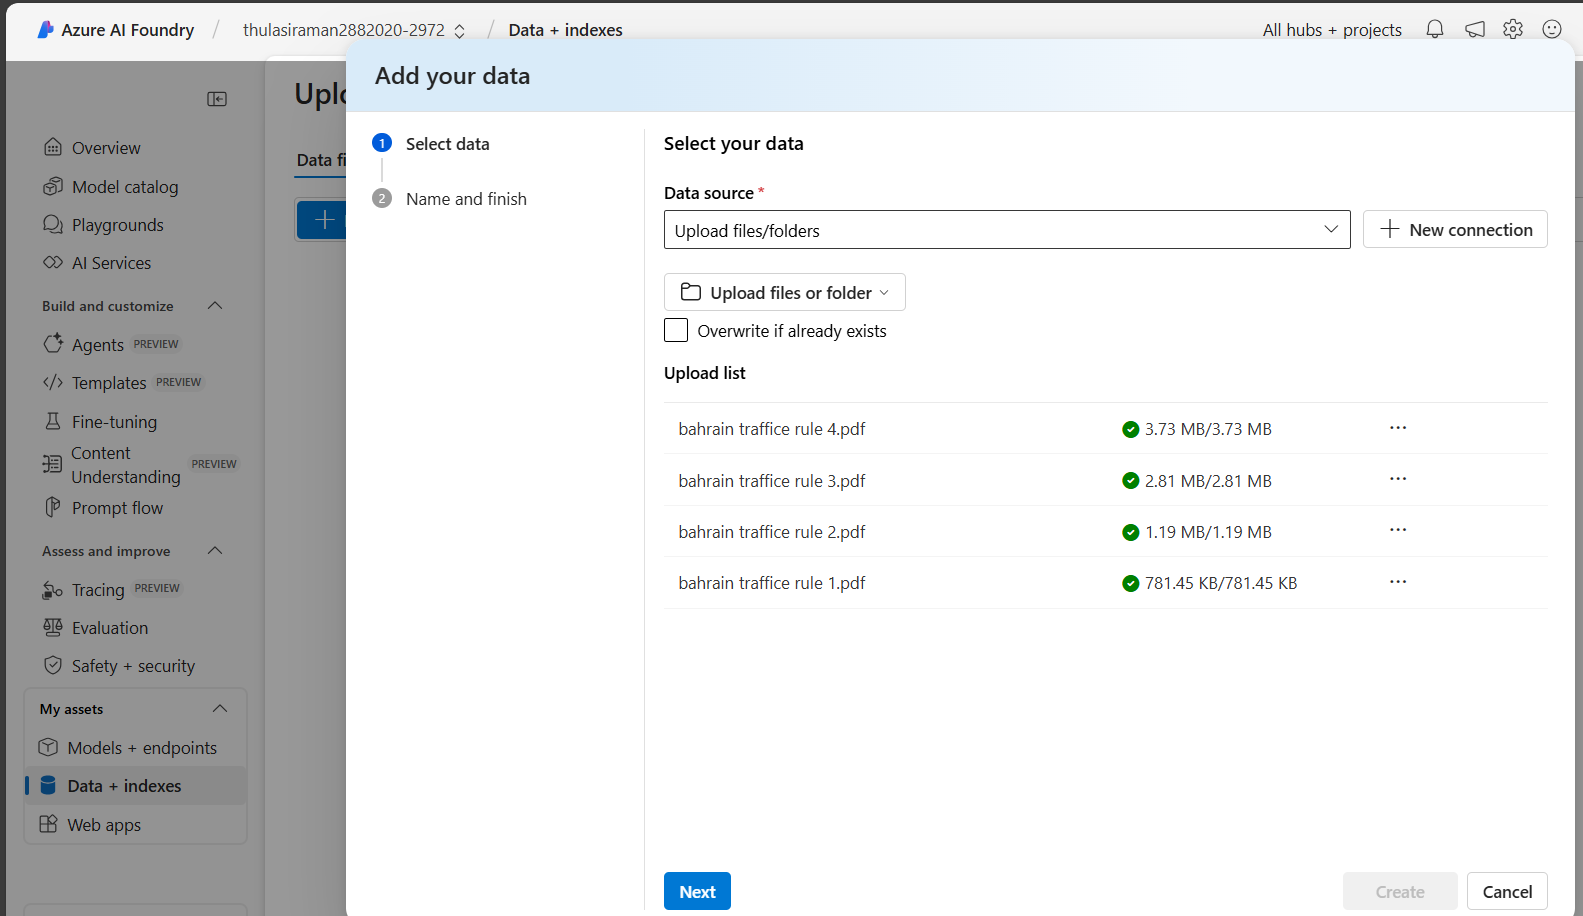 Azure AI Foundry / thulasiraman2882020-2972 / Data + indexes
All hubs + projects
Add your data
Overview
Model catalog
Playgrounds
AI Services
Build and customize
Agents PREVIEW
Templates PREVIEW
Fine-tuning
Content
Understanding PREVIEW
Prompt flow
Assess and improve
Tracing PREVIEW
Evaluation
Safety + security
My assets
Models + endpoints
Data + indexes
Web apps
Data
1 Select data
2 Name and finish
Select your data
Data source *
Upload files/folders
New connection
Upload files or folder
Overwrite if already exists
Upload list
bahrain traffice rule 4.pdf 3.73 MB/3.73 MB ...
bahrain traffice rule 3.pdf 2.81 MB/2.81 MB ...
bahrain traffice rule 2.pdf 1.19 MB/1.19 MB ...
bahrain traffice rule 1.pdf 781.45 KB/781.45 KB ...
Next
Create
Cancel